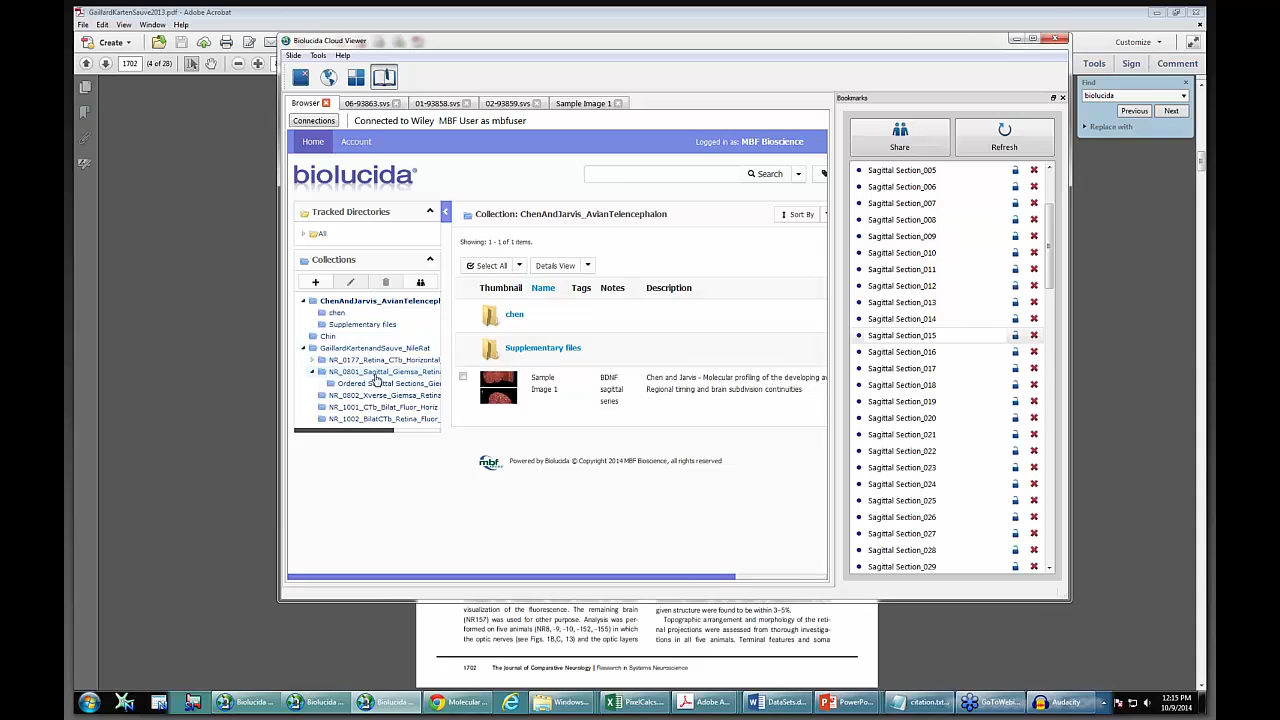 GaillardKartenSauve2013.pdf - Adobe Acrobat
File Edit View Window Help
Create
Customize
1702 (4 of 28)
Tools Sign Comment
Find
biolucida
Previous Next
Replace with
Biolucida Cloud Viewer
Slide Tools Help
Browser 06-93863.svs 01-93858.svs 02-93859.svs Sample Image 1
Connections Connected to Wiley MBF User as mbfuser
Home Account Logged in as: MBF Bioscience
biolucida
Search
Tracked Directories
All
Collections
ChenAndJarvis_AvianTelenceph
chen
Supplementary files
Chin
GaillardKartenandSauve_NileRat
NR_0177_Retina_CTb_Horizontal_
NR_0801_Sagittal_Giemsa_Retina
NR_0802_Xverse_Giemsa_Retina
NR_1001_CTb_Bilat_Fluor_Horiz
NR_1002_BilatCTb_Retina_Fluor_
Collection: ChenAndJarvis_AvianTelencephalon
Sort By
Showing: 1 - 1 of 1 items.
Select All Details View
Thumbnail Name Tags Notes Description
chen
Supplementary files
Sample Image 1
BDNF sagittal series
Chen and Jarvis - Molecular profiling of the developing a
Regional timing and brain subdivision continuities
mbf Powered by Biolucida © Copyright 2014 MBF Bioscience, all rights reserved
Bookmarks
Share Refresh
Sagittal Section_005
Sagittal Section_006
Sagittal Section_007
Sagittal Section_008
Sagittal Section_009
Sagittal Section_010
Sagittal Section_011
Sagittal Section_012
Sagittal Section_013
Sagittal Section_014
Sagittal Section_015
Sagittal Section_016
Sagittal Section_017
Sagittal Section_018
Sagittal Section_019
Sagittal Section_020
Sagittal Section_021
Sagittal Section_022
Sagittal Section_023
Sagittal Section_024
Sagittal Section_025
Sagittal Section_026
Sagittal Section_027
Sagittal Section_028
Sagittal Section_029
visualization of the fluorescence. The remaining brain
(NR157) was used for other purpose. Analysis was per-
formed on five animals (NR8, -9, -10, -152, -155) in which
the optic nerves (see Figs. 1B,C, 13) and the optic layers
given structure were found to be within 3–5%.
Topographic arrangement and morphology of the reti-
nal projections were assessed from thorough investiga-
tions in all five animals. Terminal features and soma
1702 The Journal of Comparative Neurology | Research in Systems Neuroscience
Biolucida ... Biolucida ... Biolucida ... Molecular ... Windows... PixelCalcs... Adobe A... DataSets.d... PowerPo... citation.txt... GoToWebi... Audacity
12:15 PM
10/9/2014